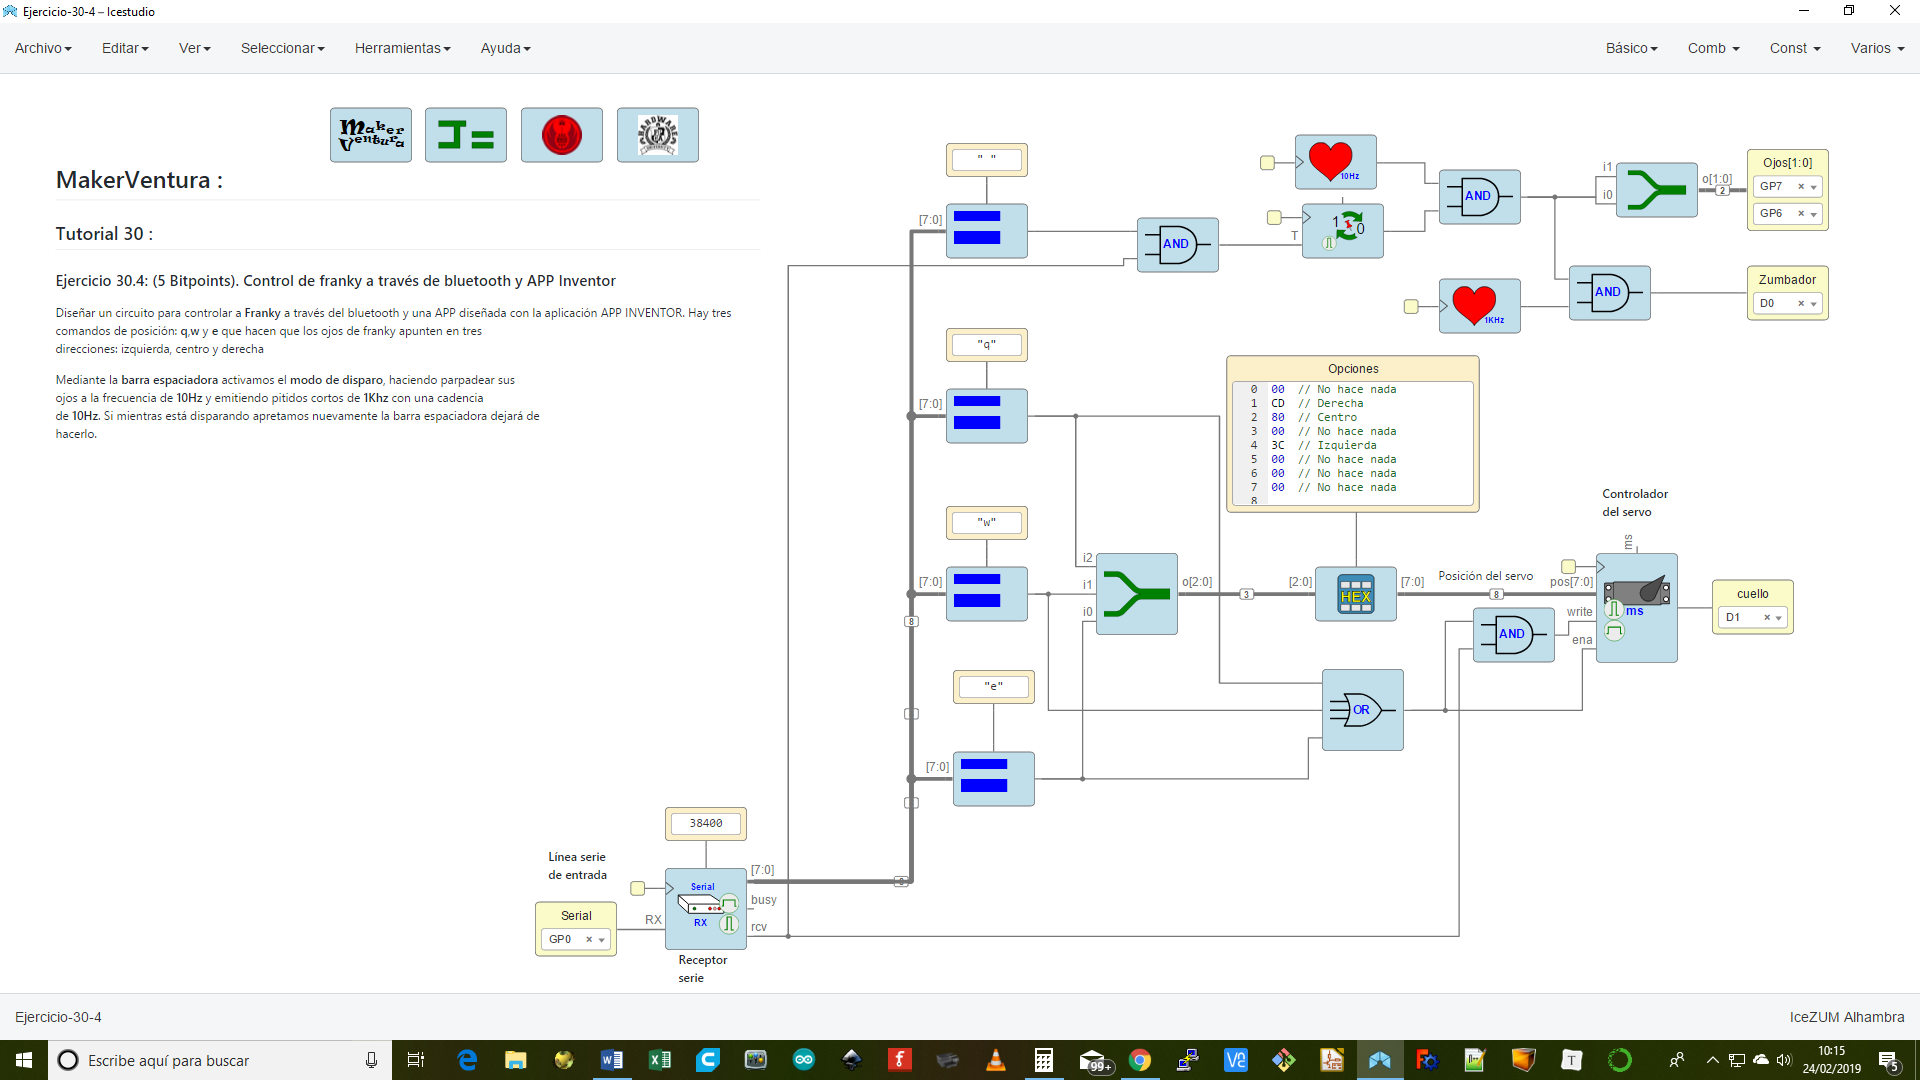 Ejercicio-30-4 – Icestudio
Archivo Editar Ver Seleccionar Herramientas Ayuda Básico Comb Const Varios
Maker Ventura
MakerVentura :
Tutorial 30 :
Ejercicio 30.4: (5 Bitpoints). Control de franky a través de bluetooth y APP Inventor
Diseñar un circuito para controlar a Franky a través del bluetooth y una APP diseñada con la aplicación APP INVENTOR. Hay tres
comandos de posición: q,w y e que hacen que los ojos de franky apunten en tres
direcciones: izquierda, centro y derecha
Mediante la barra espaciadora activamos el modo de disparo, haciendo parpadear sus
ojos a la frecuencia de 10Hz y emitiendo pitidos cortos de 1Khz con una cadencia
de 10Hz. Si mientras está disparando apretamos nuevamente la barra espaciadora dejará de
hacerlo.
" "
[7:0]
AND
10Hz
T
1 0
AND
i1
i0
o[1:0]
2
Ojos[1:0]
GP7
GP6
1KHz
AND
Zumbador
D0
"q"
[7:0]
Opciones
0 00 // No hace nada
1 CD // Derecha
2 80 // Centro
3 00 // No hace nada
4 3C // Izquierda
5 00 // No hace nada
6 00 // No hace nada
7 00 // No hace nada
8
"w"
[7:0]
8
i2
i1
i0
o[2:0]
3
[2:0]
HEX
[7:0]
Posición del servo
8
Controlador
del servo
ms
pos[7:0]
write
ena
ms
AND
cuello
D1
"e"
[7:0]
OR
38400
Línea serie
de entrada
Serial
GP0
RX
Serial
RX
[7:0]
busy
rcv
Receptor
serie
Ejercicio-30-4
IceZUM Alhambra
Escribe aquí para buscar
99+
10:15
24/02/2019
5